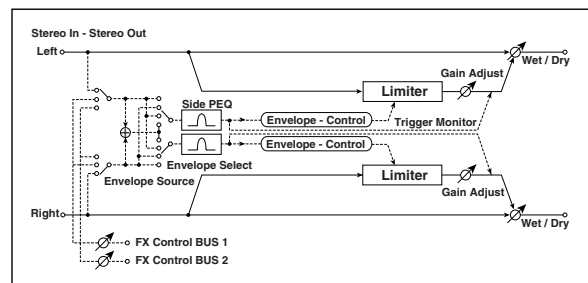 Stereo In - Stereo Out
Left
Wet / Dry
Limiter
Gain Adjust
Side PEQ
Envelope - Control
Trigger Monitor
Envelope - Control
Envelope Select
Envelope Source
Limiter
Gain Adjust
Right
Wet / Dry
FX Control BUS 1
FX Control BUS 2